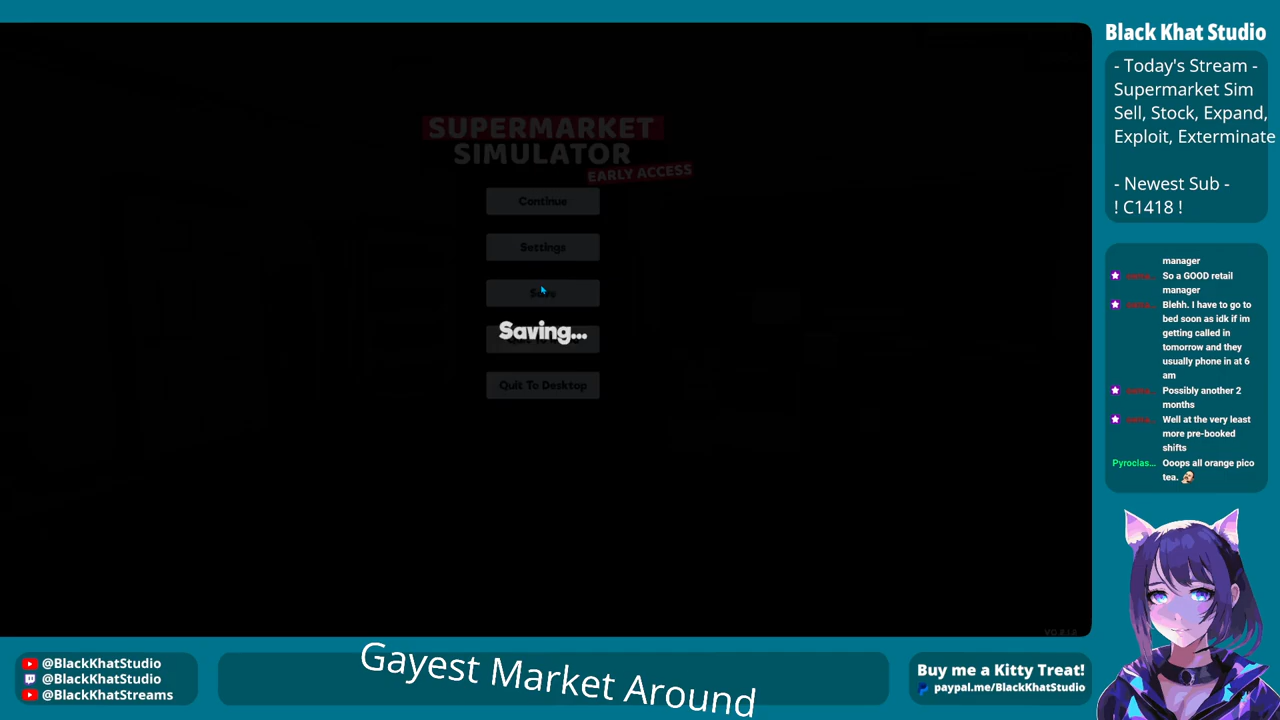 Black Khat Studio
- Today's Stream -
Supermarket Sim
Sell, Stock, Expand,
Exploit, Exterminate
- Newest Sub -
! C1418 !
SUPERMARKET
SIMULATOR
EARLY ACCESS
Continue
Settings
Save
Saving...
Quit To Desktop
manager
So a GOOD retail
manager
Blehh. I have to go to
bed soon as idk if im
getting called in
tomorrow and they
usually phone in at 6
am
Possibly another 2
months
Well at the very least
more pre-booked
shifts
Pyroclas... Ooops all orange pico
tea.
@BlackKhatStudio
@BlackKhatStudio
@BlackKhatStreams
Gayest Market Around
Buy me a Kitty Treat!
paypal.me/BlackKhatStudio